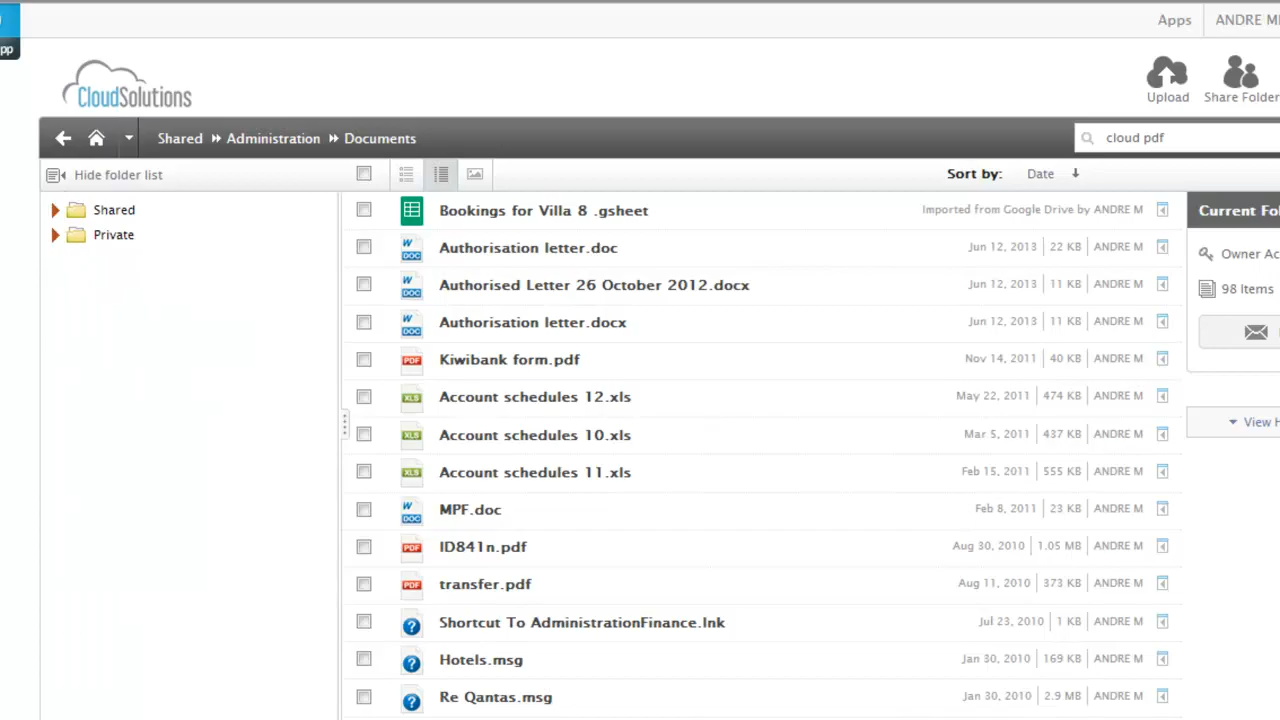 Apps ANDRE M
pp
CloudSolutions
Upload Share Folder
Shared Administration Documents
cloud pdf
Hide folder list
Sort by: Date
Shared
Private
Bookings for Villa 8 .gsheet Imported from Google Drive by ANDRE M
Authorisation letter.doc Jun 12, 2013 22 KB ANDRE M
Authorised Letter 26 October 2012.docx Jun 12, 2013 11 KB ANDRE M
Authorisation letter.docx Jun 12, 2013 11 KB ANDRE M
Kiwibank form.pdf Nov 14, 2011 40 KB ANDRE M
Account schedules 12.xls May 22, 2011 474 KB ANDRE M
Account schedules 10.xls Mar 5, 2011 437 KB ANDRE M
Account schedules 11.xls Feb 15, 2011 555 KB ANDRE M
MPF.doc Feb 8, 2011 23 KB ANDRE M
ID841n.pdf Aug 30, 2010 1.05 MB ANDRE M
transfer.pdf Aug 11, 2010 373 KB ANDRE M
Shortcut To AdministrationFinance.lnk Jul 23, 2010 1 KB ANDRE M
Hotels.msg Jan 30, 2010 169 KB ANDRE M
Re Qantas.msg Jan 30, 2010 2.9 MB ANDRE M
Current Fo
Owner Ac
98 Items
View H